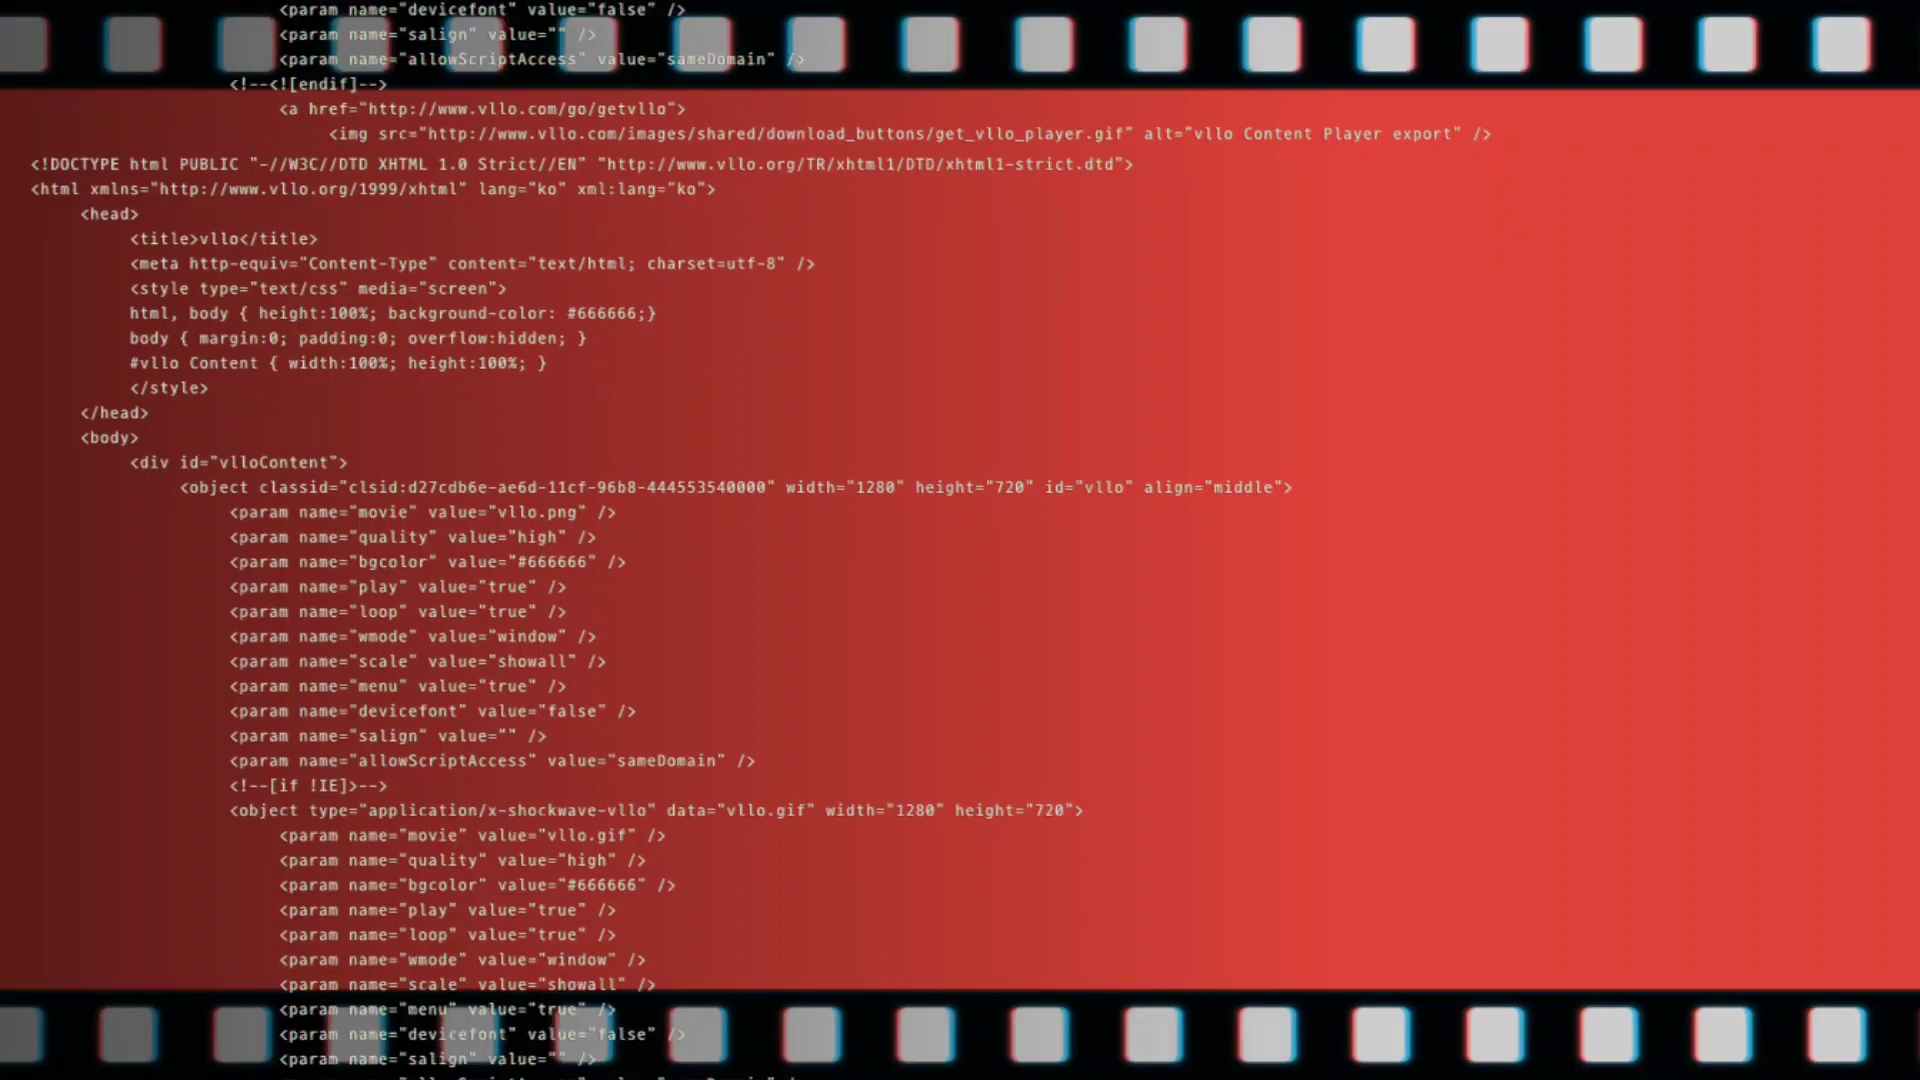 <param name="devicefont" value="false" />
<param name="salign" value="" />
<param name="allowScriptAccess" value="sameDomain" />
<!--<![endif]-->
<a href="http://www.vllo.com/go/getvllo">
<img src="http://www.vllo.com/images/shared/download_buttons/get_vllo_player.gif" alt="vllo Content Player export" />
<!DOCTYPE html PUBLIC "-//W3C//DTD XHTML 1.0 Strict//EN" "http://www.vllo.org/TR/xhtml1/DTD/xhtml1-strict.dtd">
<html xmlns="http://www.vllo.org/1999/xhtml" lang="ko" xml:lang="ko">
<head>
<title>vllo</title>
<meta http-equiv="Content-Type" content="text/html; charset=utf-8" />
<style type="text/css" media="screen">
html, body { height:100%; background-color: #666666;}
body { margin:0; padding:0; overflow:hidden; }
#vllo Content { width:100%; height:100%; }
</style>
</head>
<body>
<div id="vlloContent">
<object classid="clsid:d27cdb6e-ae6d-11cf-96b8-444553540000" width="1280" height="720" id="vllo" align="middle">
<param name="movie" value="vllo.png" />
<param name="quality" value="high" />
<param name="bgcolor" value="#666666" />
<param name="play" value="true" />
<param name="loop" value="true" />
<param name="wmode" value="window" />
<param name="scale" value="showall" />
<param name="menu" value="true" />
<param name="devicefont" value="false" />
<param name="salign" value="" />
<param name="allowScriptAccess" value="sameDomain" />
<!--[if !IE]>-->
<object type="application/x-shockwave-vllo" data="vllo.gif" width="1280" height="720">
<param name="movie" value="vllo.gif" />
<param name="quality" value="high" />
<param name="bgcolor" value="#666666" />
<param name="play" value="true" />
<param name="loop" value="true" />
<param name="wmode" value="window" />
<param name="scale" value="showall" />
<param name="menu" value="true" />
<param name="devicefont" value="false" />
<param name="salign" value="" />